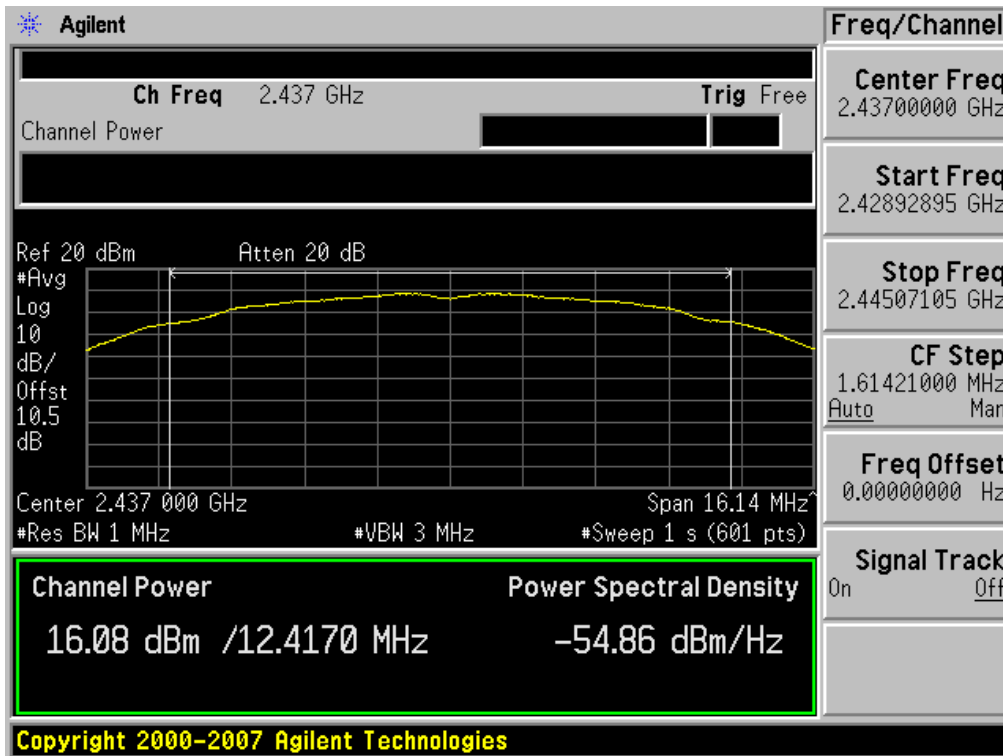 Agilent
Freq/Channel
Ch Freq 2.437 GHz
Trig Free
Channel Power
Center Freq
2.43700000 GHz
Start Freq
2.42892895 GHz
Stop Freq
2.44507105 GHz
CF Step
1.61421000 MHz
Auto Man
Freq Offset
0.00000000 Hz
Signal Track
On Off
Ref 20 dBm
Atten 20 dB
#Avg
Log
10
dB/
Offst
10.5
dB
Center 2.437 000 GHz
Span 16.14 MHz^
#Res BW 1 MHz
#VBW 3 MHz
#Sweep 1 s (601 pts)
Channel Power
Power Spectral Density
16.08 dBm /12.4170 MHz
-54.86 dBm/Hz
Copyright 2000-2007 Agilent Technologies